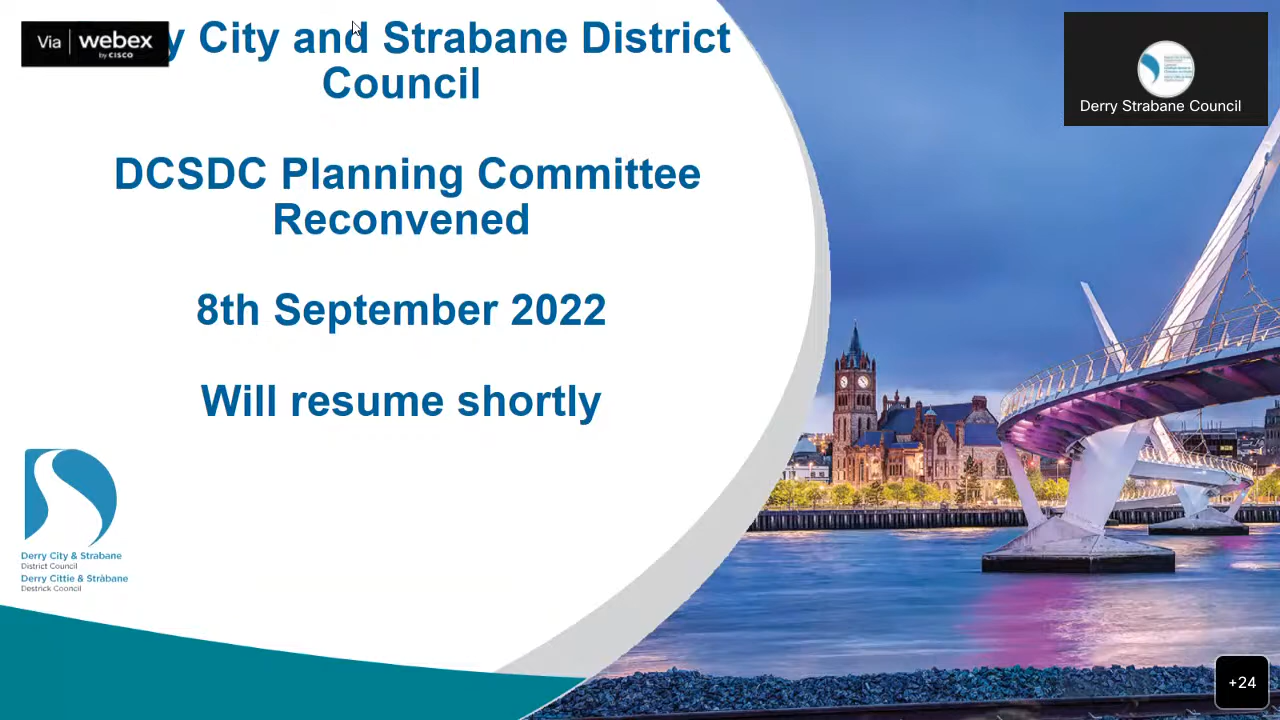 Via webex
by CISCO
y City and Strabane District
Council
DCSDC Planning Committee
Reconvened
8th September 2022
Will resume shortly
Derry Strabane Council
Derry City & Strabane
District Council
Derry Cittie & Stràbane
Destrick Cooncil
+24